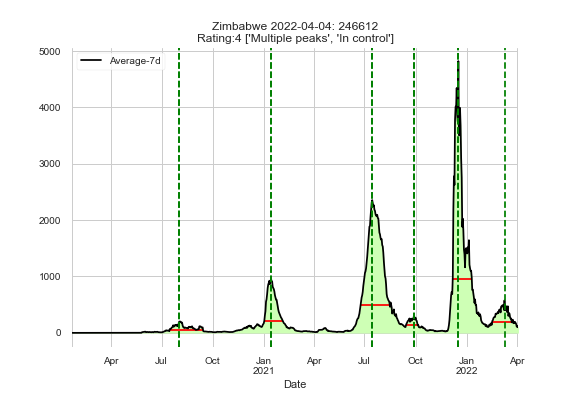 Zimbabwe 2022-04-04: 246612
Rating:4 ['Multiple peaks', 'In control']
Average-7d
5000
4000
3000
2000
1000
0
Apr Jul Oct Jan Apr Jul Oct Jan Apr
2021 2022
Date